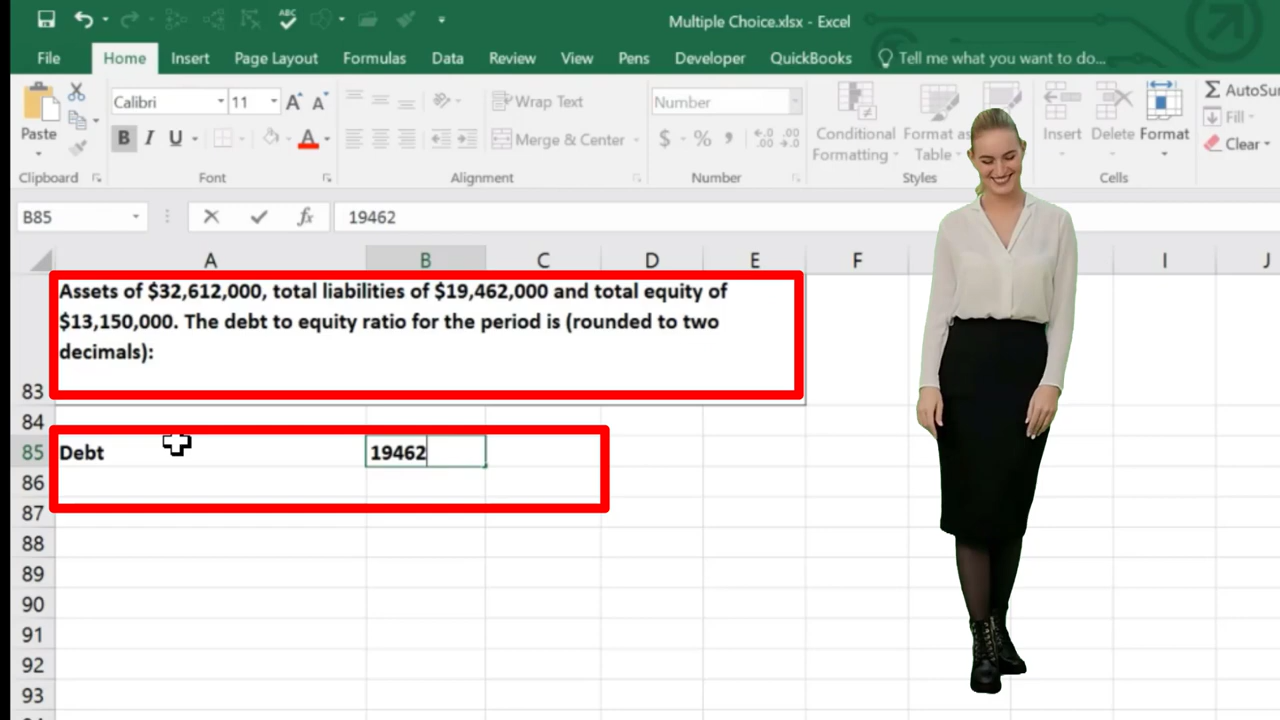 Multiple Choice.xlsx - Excel
File Home Insert Page Layout Formulas Data Review View Pens Developer QuickBooks Tell me what you want to do...
Paste
Calibri 11
Wrap Text
Number
AutoSu
B I U
Merge & Center
$ % ,
Conditional
Formatting
Format as
Table
Insert
Delete
Format
Fill
Clear
Clipboard
Font
Alignment
Number
Styles
Cells
B85
fx
19462
A B C D E F I J
Assets of $32,612,000, total liabilities of $19,462,000 and total equity of
$13,150,000. The debt to equity ratio for the period is (rounded to two
decimals):
83
84
85 Debt 19462
86
87
88
89
90
91
92
93